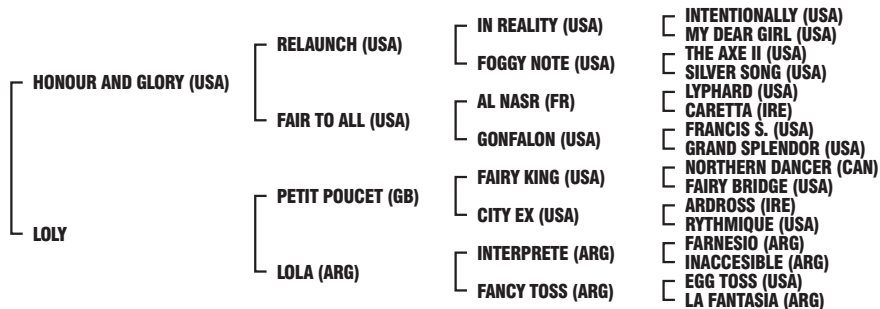 HONOUR AND GLORY (USA)
LOLY
RELAUNCH (USA)
FAIR TO ALL (USA)
PETIT POUCET (GB)
LOLA (ARG)
IN REALITY (USA)
FOGGY NOTE (USA)
AL NASR (FR)
GONFALON (USA)
FAIRY KING (USA)
CITY EX (USA)
INTERPRETE (ARG)
FANCY TOSS (ARG)
INTENTIONALLY (USA)
MY DEAR GIRL (USA)
THE AXE II (USA)
SILVER SONG (USA)
LYPHARD (USA)
CARETTA (IRE)
FRANCIS S. (USA)
GRAND SPLENDOR (USA)
NORTHERN DANCER (CAN)
FAIRY BRIDGE (USA)
ARDROSS (IRE)
RYTHMIQUE (USA)
FARNESIO (ARG)
INACCESIBLE (ARG)
EGG TOSS (USA)
LA FANTASIA (ARG)